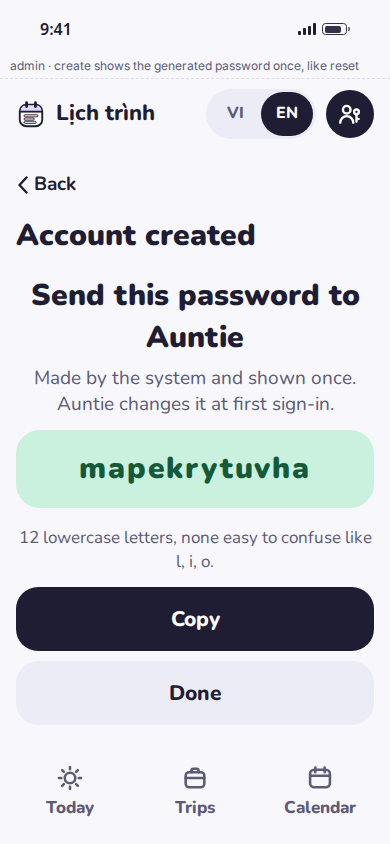 9:41
admin · create shows the generated password once, like reset
Lịch trình
VI
EN
Back
Account created
Send this password to
Auntie
Made by the system and shown once.
Auntie changes it at first sign-in.
mapekrytuvha
12 lowercase letters, none easy to confuse like
l, i, o.
Copy
Done
Today
Trips
Calendar